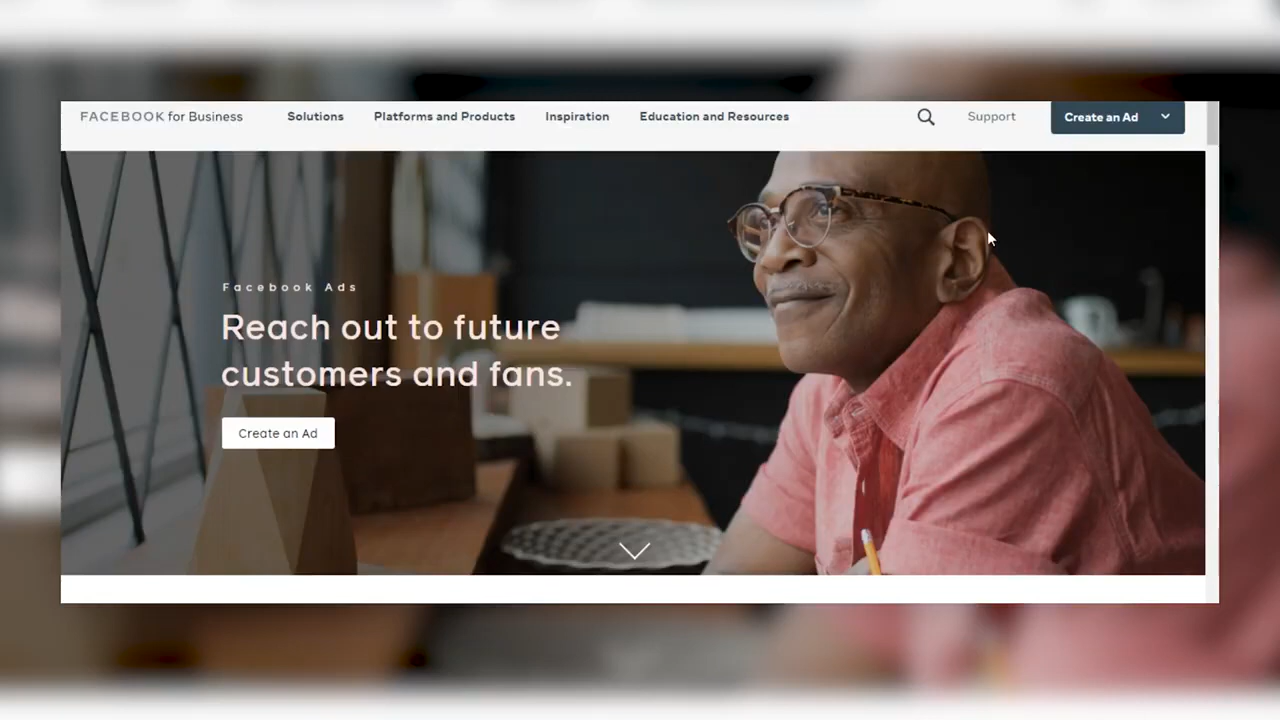 FACEBOOK for Business
Solutions
Platforms and Products
Inspiration
Education and Resources
Support
Create an Ad
Facebook Ads
Reach out to future
customers and fans.
Create an Ad